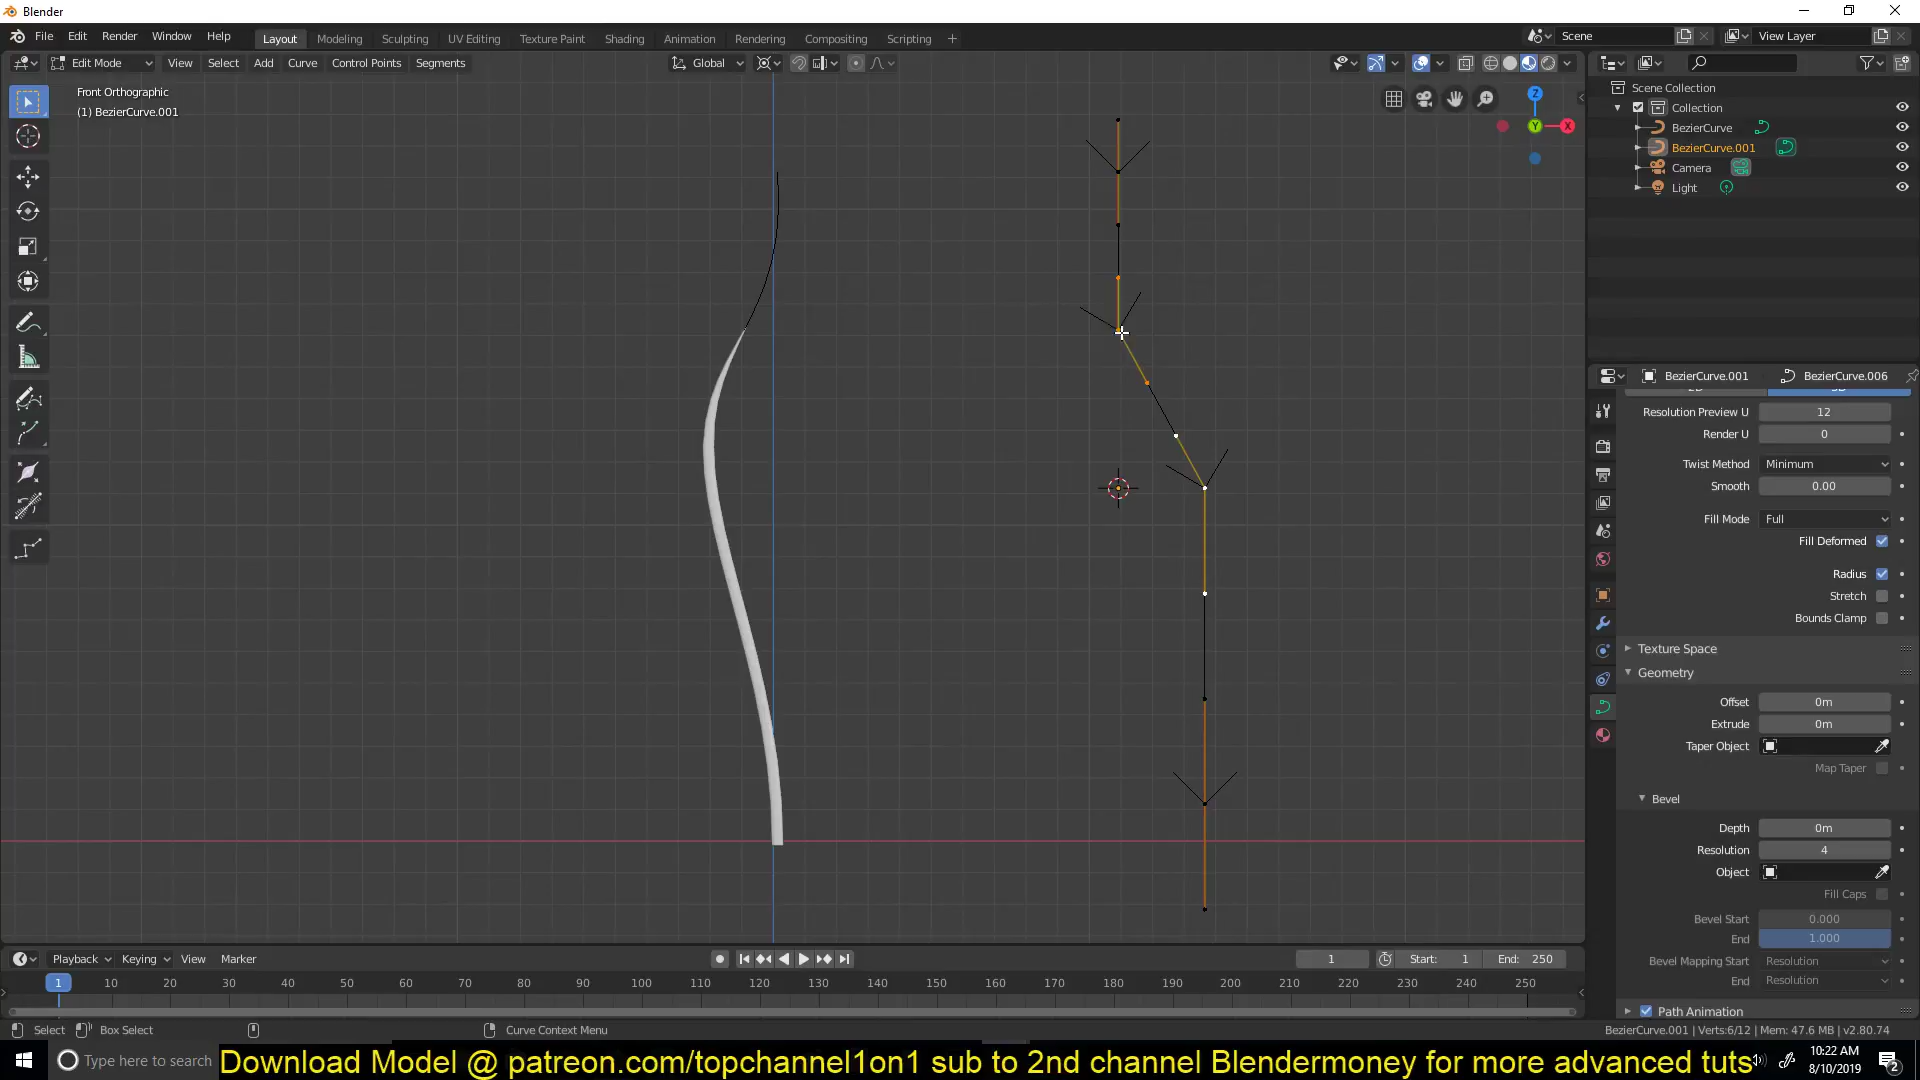 Blender
File Edit Render Window Help
Layout Modeling Sculpting UV Editing Texture Paint Shading Animation Rendering Compositing Scripting +
Scene
View Layer
Edit Mode View Select Add Curve Control Points Segments
Global
Front Orthographic
(1) BezierCurve.001
Z
Y
X
Scene Collection
Collection
BezierCurve
BezierCurve.001
Camera
Light
BezierCurve.001 BezierCurve.006
Resolution Preview U 12
Render U 0
Twist Method Minimum
Smooth 0.00
Fill Mode Full
Fill Deformed
Radius
Stretch
Bounds Clamp
Texture Space
Geometry
Offset 0m
Extrude 0m
Taper Object
Map Taper
Bevel
Depth 0m
Resolution 4
Object
Fill Caps
Bevel Start 0.000
End 1.000
Bevel Mapping Start Resolution
End Resolution
Path Animation
Playback Keying View Marker
1 Start: 1 End: 250
1 10 20 30 40 50 60 70 80 90 100 110 120 130 140 150 160 170 180 190 200 210 220 230 240 250
Select Box Select Curve Context Menu
BezierCurve.001 | Verts:6/12 | Mem: 47.6 MB | v2.80.74
Type here to search
Download Model @ patreon.com/topchannel1on1 sub to 2nd channel Blendermoney for more advanced tuts
10:22 AM
8/10/2019
2